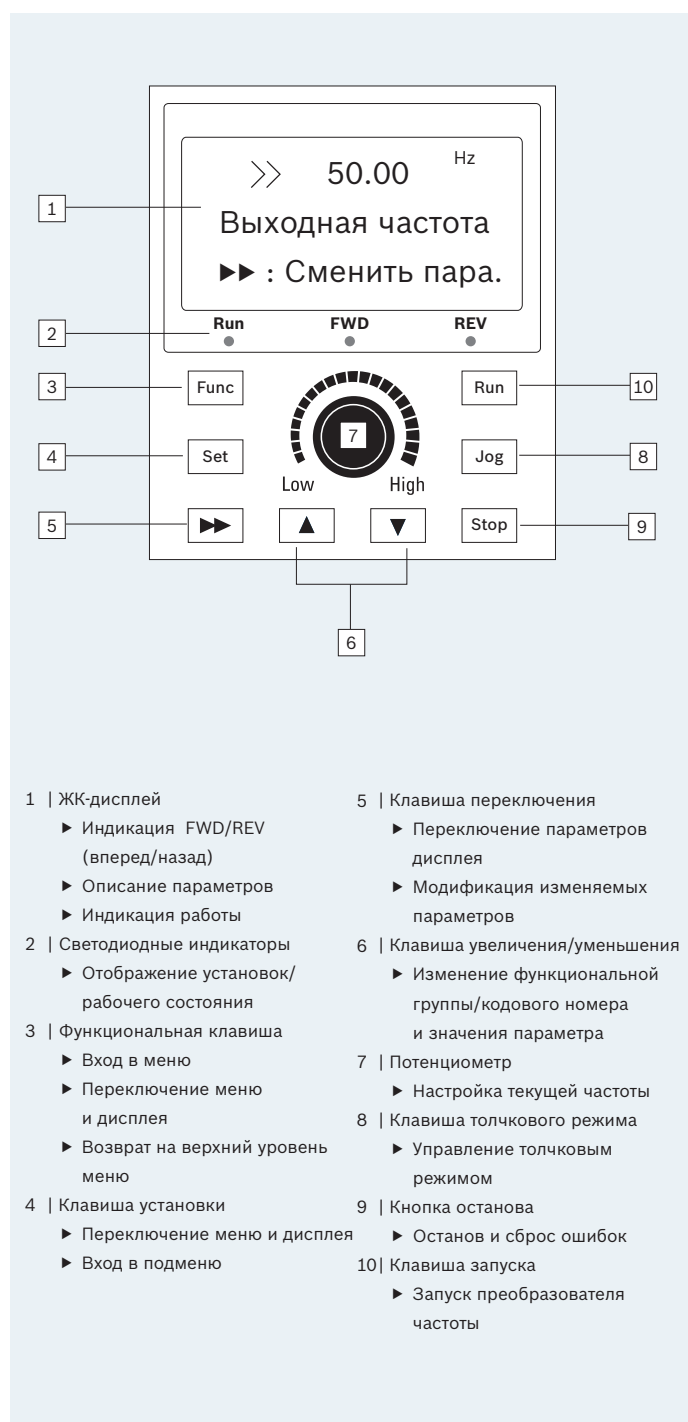 >> 50.00 Hz
1
Выходная частота
▶▶ : Сменить пара.
2
Run FWD REV
3 Func Run 10
7
4 Set Jog 8
Low High
5 ▶▶ ▲ ▼ Stop 9
6
1 | ЖК-дисплей
▶ Индикация FWD/REV
(вперед/назад)
▶ Описание параметров
▶ Индикация работы
2 | Светодиодные индикаторы
▶ Отображение установок/
рабочего состояния
3 | Функциональная клавиша
▶ Вход в меню
▶ Переключение меню
и дисплея
▶ Возврат на верхний уровень
меню
4 | Клавиша установки
▶ Переключение меню и дисплея
▶ Вход в подменю
5 | Клавиша переключения
▶ Переключение параметров
дисплея
▶ Модификация изменяемых
параметров
6 | Клавиша увеличения/уменьшения
▶ Изменение функциональной
группы/кодового номера
и значения параметра
7 | Потенциометр
▶ Настройка текущей частоты
8 | Клавиша толчкового режима
▶ Управление толчковым
режимом
9 | Кнопка останова
▶ Останов и сброс ошибок
10| Клавиша запуска
▶ Запуск преобразователя
частоты